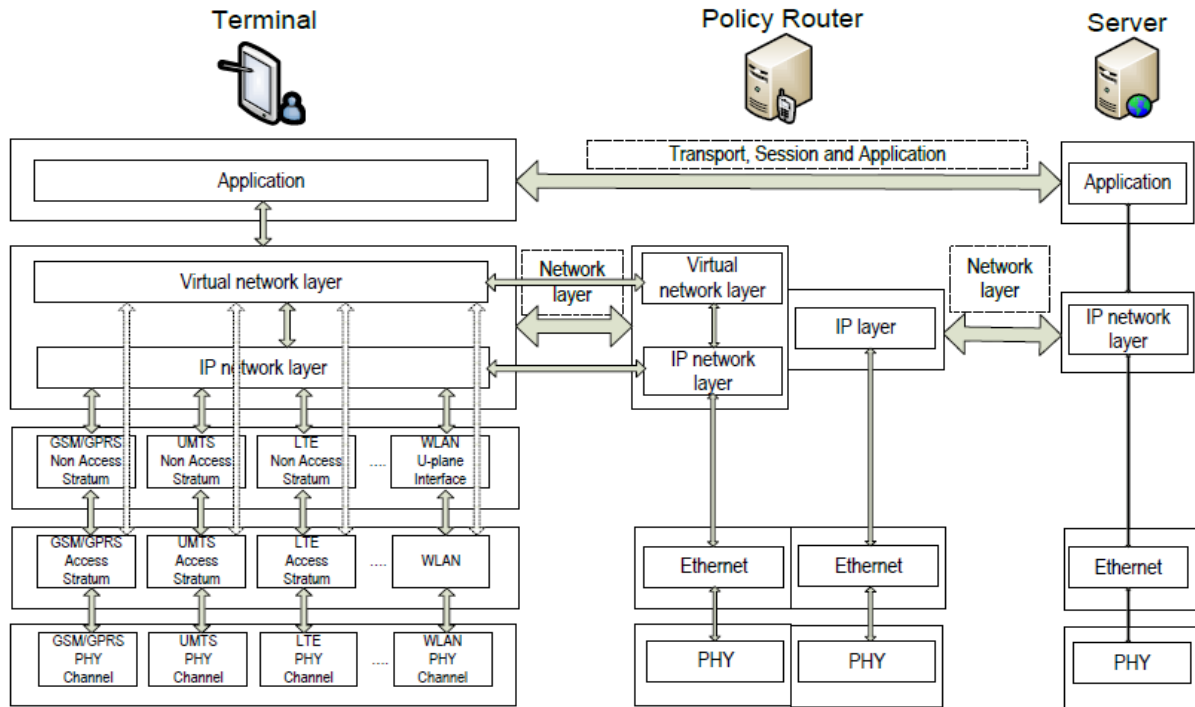 Terminal
Policy Router
Server
Transport, Session and Application
Application
Application
Virtual network layer
Network
layer
Virtual
network layer
Network
layer
IP layer
IP network
layer
IP network layer
IP network
layer
GSM/GPRS
Non Access
Stratum
UMTS
Non Access
Stratum
LTE
Non Access
Stratum
....
WLAN
U-plane
Interface
GSM/GPRS
Access
Stratum
UMTS
Access
Stratum
LTE
Access
Stratum
....
WLAN
Ethernet
Ethernet
Ethernet
GSM/GPRS
PHY
Channel
UMTS
PHY
Channel
LTE
PHY
Channel
....
WLAN
PHY
Channel
PHY
PHY
PHY